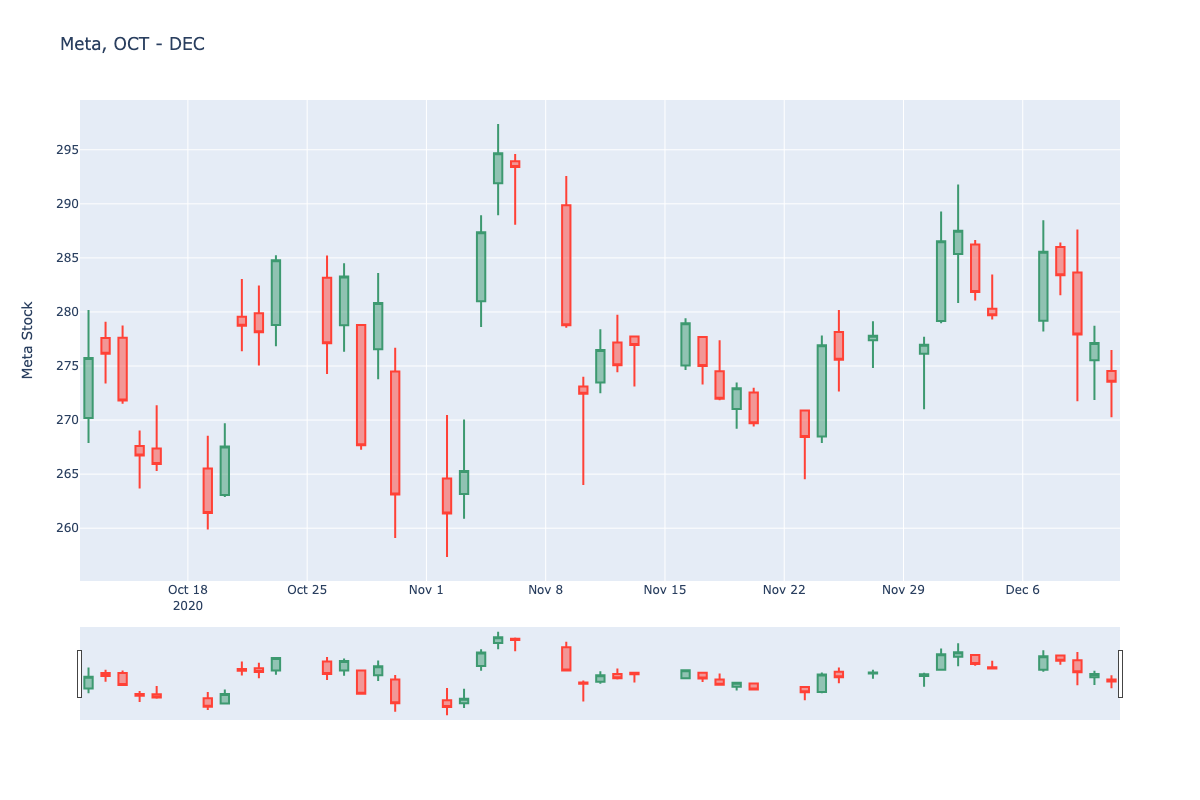 Meta, OCT - DEC
Meta Stock
295
290
285
280
275
270
265
260
Oct 18
2020
Oct 25
Nov 1
Nov 8
Nov 15
Nov 22
Nov 29
Dec 6